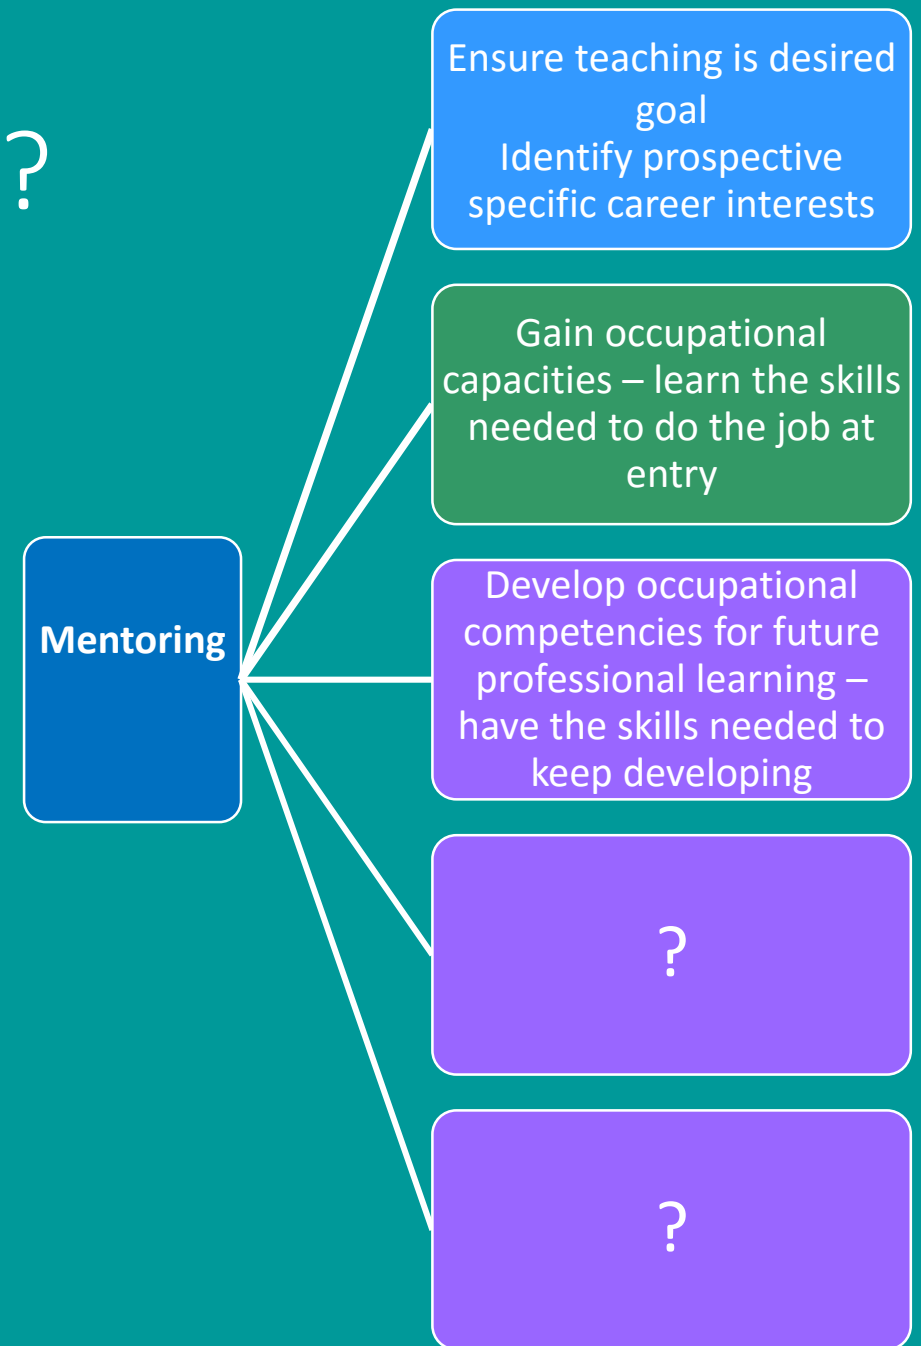 ?
Ensure teaching is desired
goal
Identify prospective
specific career interests
Gain occupational
capacities – learn the skills
needed to do the job at
entry
Mentoring
Develop occupational
competencies for future
professional learning –
have the skills needed to
keep developing
?
?